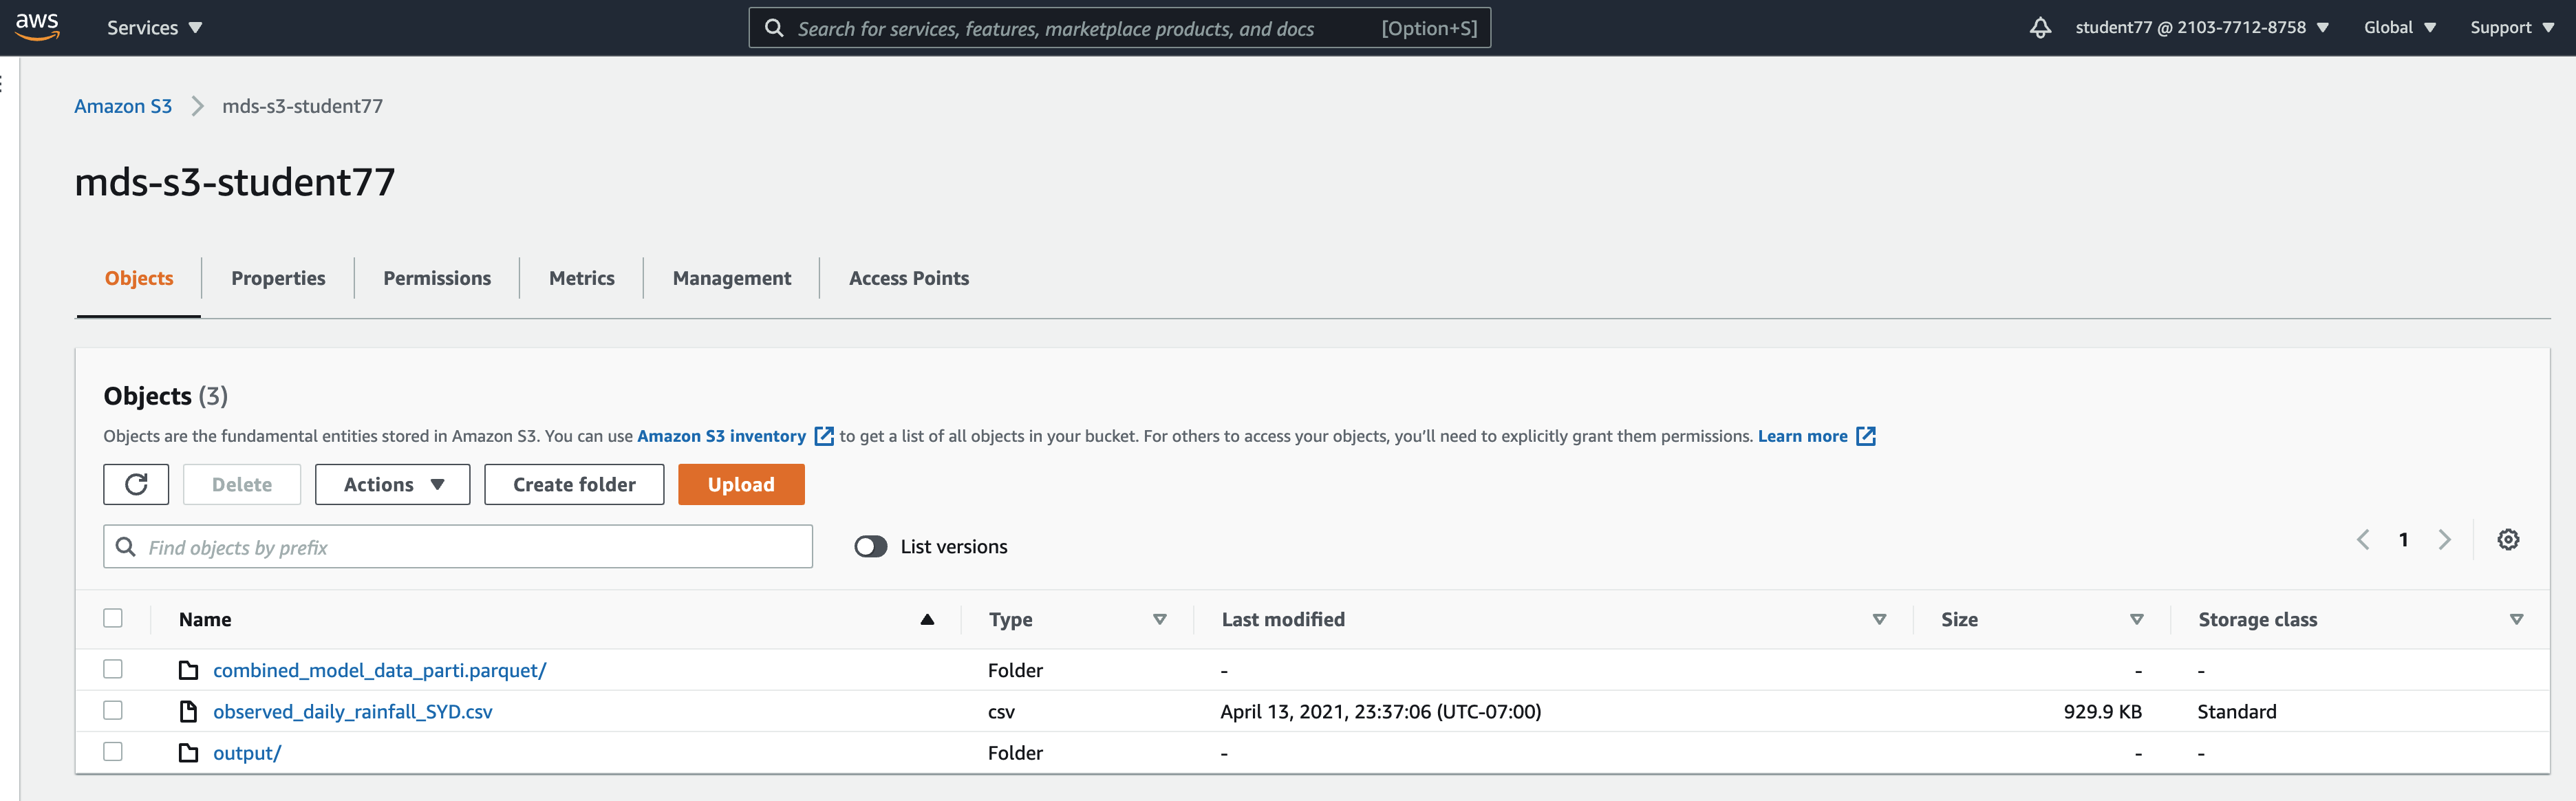 aws Services ▼ Search for services, features, marketplace products, and docs [Option+S] student77 @ 2103-7712-8758 ▼ Global ▼ Support ▼
Amazon S3 > mds-s3-student77
mds-s3-student77
Objects Properties Permissions Metrics Management Access Points
Objects (3)
Objects are the fundamental entities stored in Amazon S3. You can use Amazon S3 inventory to get a list of all objects in your bucket. For others to access your objects, you’ll need to explicitly grant them permissions. Learn more
Delete Actions ▼ Create folder Upload
Find objects by prefix List versions < 1 >
Name Type Last modified Size Storage class
combined_model_data_parti.parquet/ Folder - - -
observed_daily_rainfall_SYD.csv csv April 13, 2021, 23:37:06 (UTC-07:00) 929.9 KB Standard
output/ Folder - - -